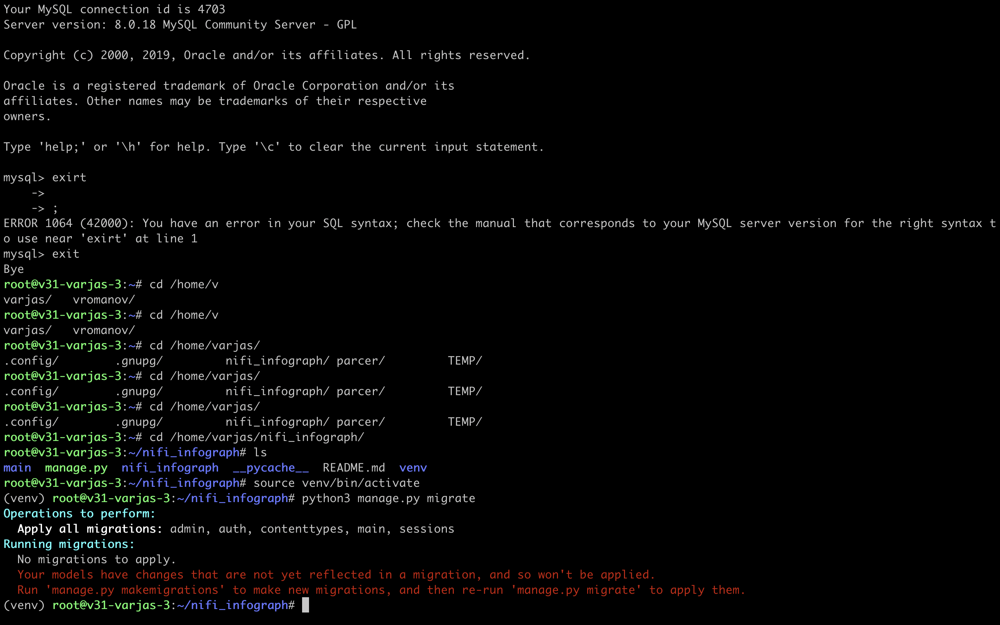 Your MySQL connection id is 4703
Server version: 8.0.18 MySQL Community Server - GPL

Copyright (c) 2000, 2019, Oracle and/or its affiliates. All rights reserved.

Oracle is a registered trademark of Oracle Corporation and/or its
affiliates. Other names may be trademarks of their respective
owners.

Type 'help;' or '\h' for help. Type '\c' to clear the current input statement.

mysql> exirt
    ->
    -> ;
ERROR 1064 (42000): You have an error in your SQL syntax; check the manual that corresponds to your MySQL server version for the right syntax t
o use near 'exirt' at line 1
mysql> exit
Bye
root@v31-varjas-3:~# cd /home/v
varjas/   vromanov/
root@v31-varjas-3:~# cd /home/v
varjas/   vromanov/
root@v31-varjas-3:~# cd /home/varjas/
.config/        .gnupg/         nifi_infograph/ parcer/         TEMP/
root@v31-varjas-3:~# cd /home/varjas/
.config/        .gnupg/         nifi_infograph/ parcer/         TEMP/
root@v31-varjas-3:~# cd /home/varjas/
.config/        .gnupg/         nifi_infograph/ parcer/         TEMP/
root@v31-varjas-3:~# cd /home/varjas/nifi_infograph/
root@v31-varjas-3:~/nifi_infograph# ls
main  manage.py  nifi_infograph  __pycache__  README.md  venv
root@v31-varjas-3:~/nifi_infograph# source venv/bin/activate
(venv) root@v31-varjas-3:~/nifi_infograph# python3 manage.py migrate
Operations to perform:
  Apply all migrations: admin, auth, contenttypes, main, sessions
Running migrations:
  No migrations to apply.
  Your models have changes that are not yet reflected in a migration, and so won't be applied.
  Run 'manage.py makemigrations' to make new migrations, and then re-run 'manage.py migrate' to apply them.
(venv) root@v31-varjas-3:~/nifi_infograph#